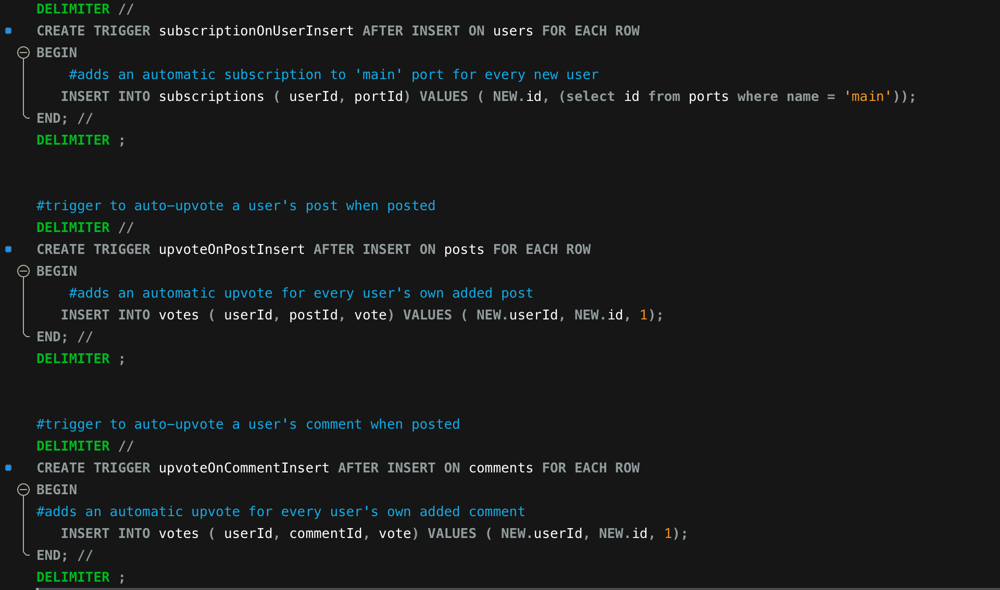 DELIMITER //
CREATE TRIGGER subscriptionOnUserInsert AFTER INSERT ON users FOR EACH ROW
BEGIN
    #adds an automatic subscription to 'main' port for every new user
   INSERT INTO subscriptions ( userId, portId) VALUES ( NEW.id, (select id from ports where name = 'main'));
END; //
DELIMITER ;
#trigger to auto-upvote a user's post when posted
DELIMITER //
CREATE TRIGGER upvoteOnPostInsert AFTER INSERT ON posts FOR EACH ROW
BEGIN
    #adds an automatic upvote for every user's own added post
   INSERT INTO votes ( userId, postId, vote) VALUES ( NEW.userId, NEW.id, 1);
END; //
DELIMITER ;
#trigger to auto-upvote a user's comment when posted
DELIMITER //
CREATE TRIGGER upvoteOnCommentInsert AFTER INSERT ON comments FOR EACH ROW
BEGIN
#adds an automatic upvote for every user's own added comment
   INSERT INTO votes ( userId, commentId, vote) VALUES ( NEW.userId, NEW.id, 1);
END; //
DELIMITER ;